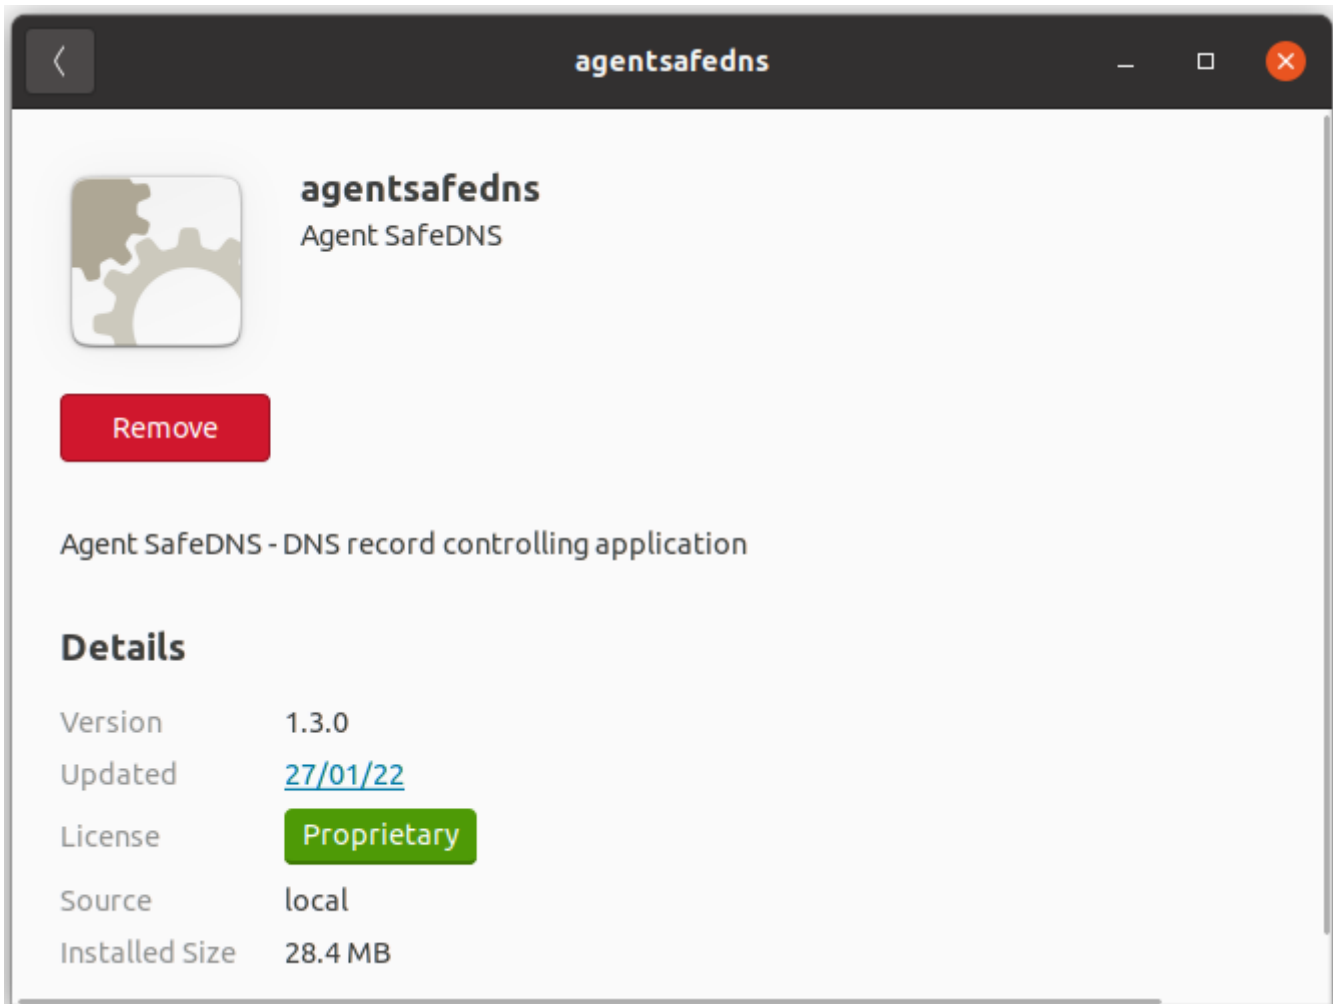 agentsafedns
agentsafedns
Agent SafeDNS
Remove
Agent SafeDNS - DNS record controlling application
Details
Version 1.3.0
Updated 27/01/22
License Proprietary
Source local
Installed Size 28.4 MB